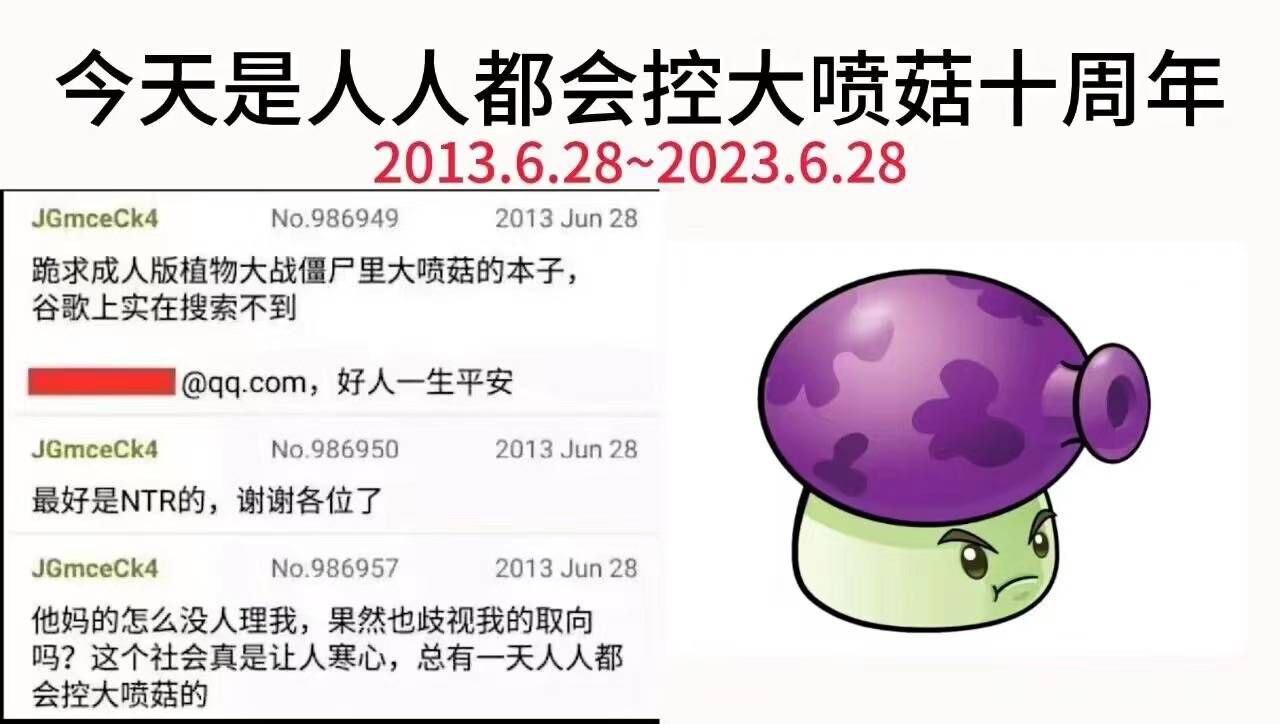 今天是人人都会控大喷菇十周年
2013.6.28~2023.6.28
JGmceCk4 No.986949 2013 Jun 28
跪求成人版植物大战僵尸里大喷菇的本子，
谷歌上实在搜索不到
@qq.com，好人一生平安
JGmceCk4 No.986950 2013 Jun 28
最好是NTR的，谢谢各位了
JGmceCk4 No.986957 2013 Jun 28
他妈的怎么没人理我，果然也歧视我的取向
吗？这个社会真是让人寒心，总有一天人人都
会控大喷菇的